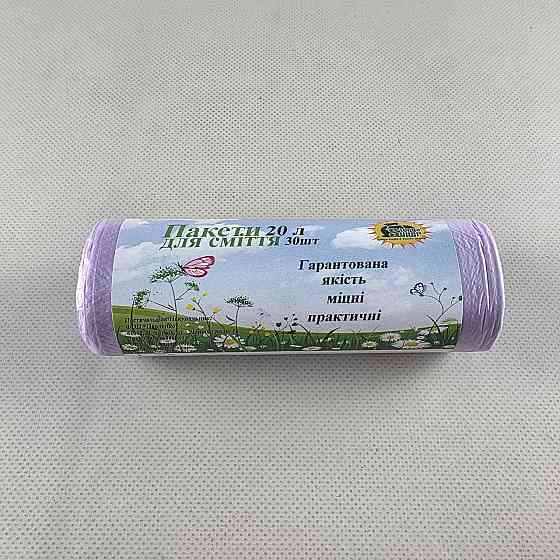 Пакети 20 л
для сміття 30шт
Гарантована
якість
міцні
практичні